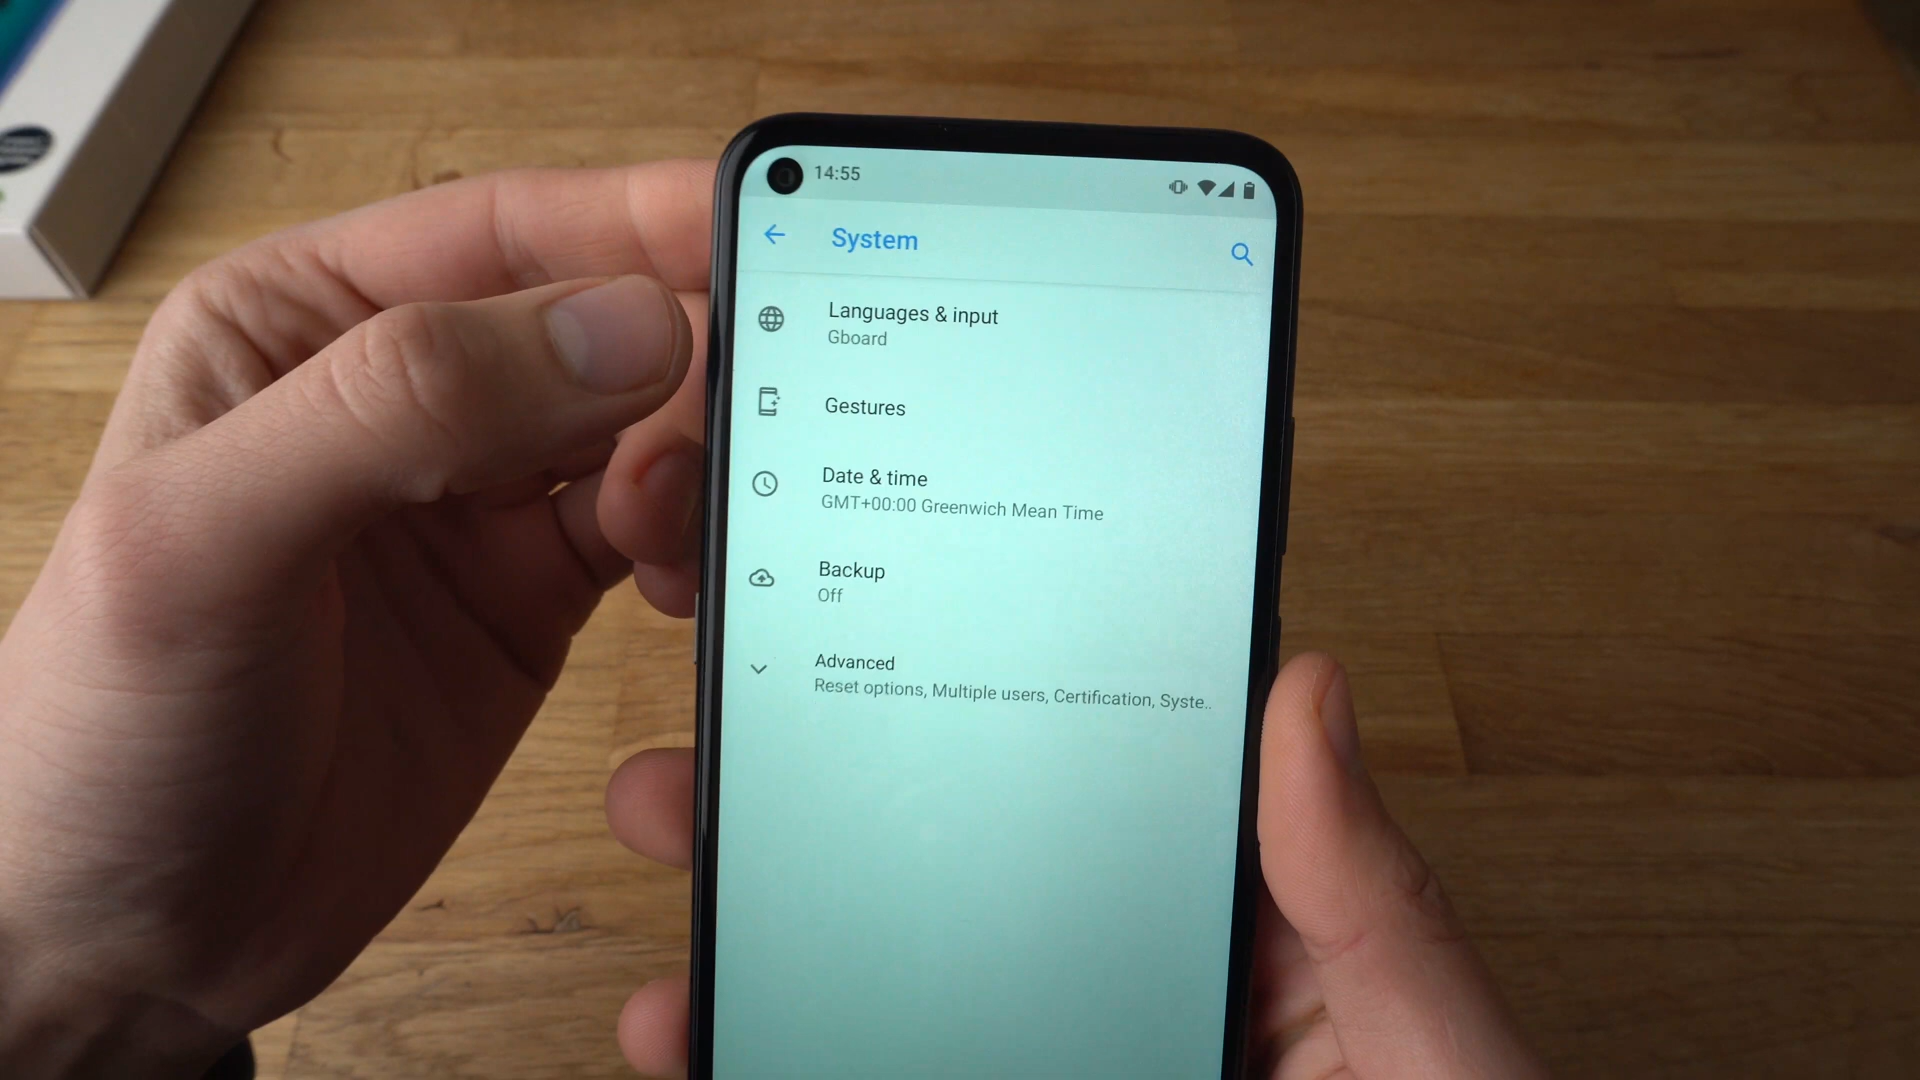 14:55
System
Languages & input
Gboard
Gestures
Date & time
GMT+00:00 Greenwich Mean Time
Backup
Off
Advanced
Reset options, Multiple users, Certification, Syste..